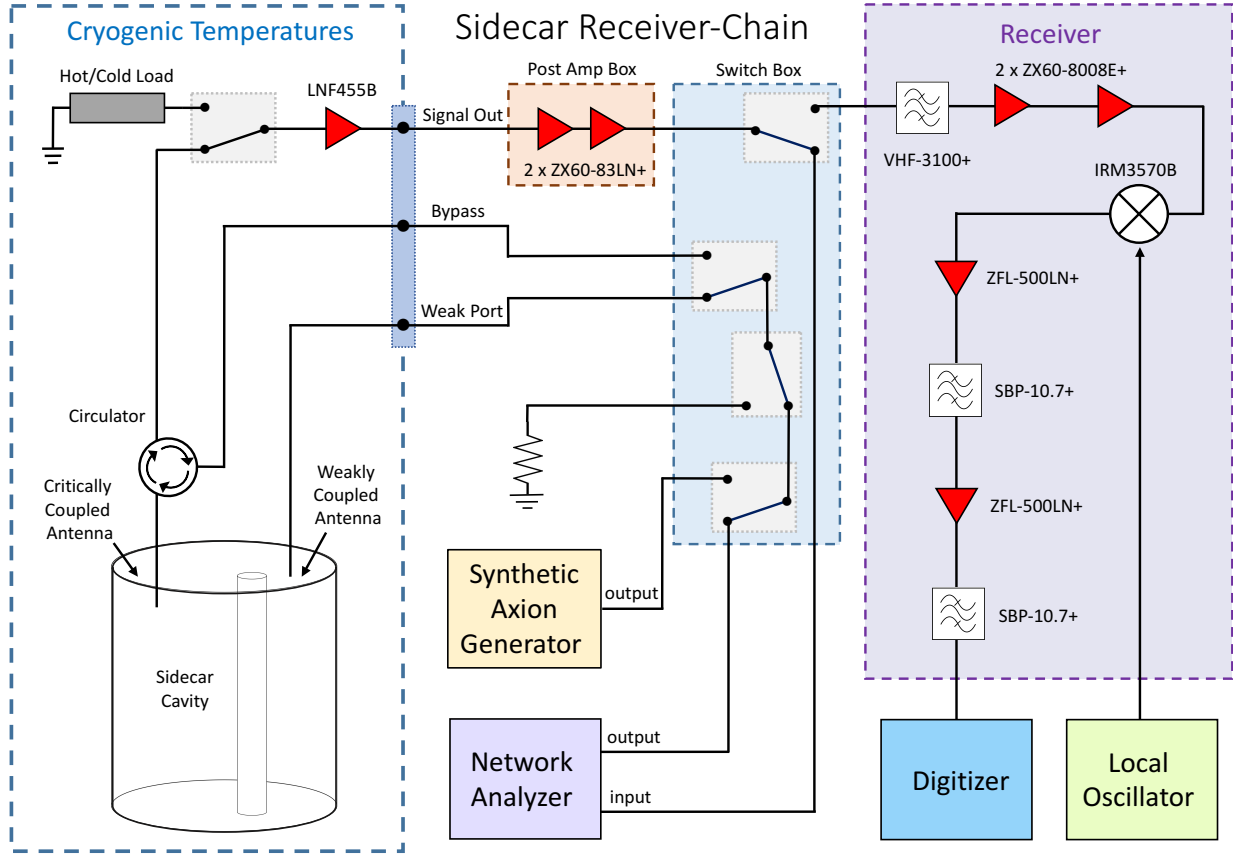 Sidecar Receiver-Chain
Cryogenic Temperatures
Hot/Cold Load
LNF455B
Signal Out
Bypass
Weak Port
Circulator
Critically
Coupled
Antenna
Weakly
Coupled
Antenna
Sidecar
Cavity
Post Amp Box
2 x ZX60-83LN+
Switch Box
Synthetic
Axion
Generator
output
Network
Analyzer
output
input
Receiver
2 x ZX60-8008E+
VHF-3100+
IRM3570B
ZFL-500LN+
SBP-10.7+
ZFL-500LN+
SBP-10.7+
Digitizer
Local
Oscillator